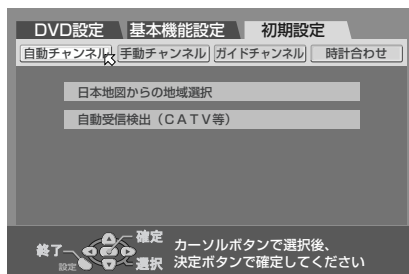 DVD設定 基本機能設定 初期設定
自動チャンネル 手動チャンネル ガイドチャンネル 時計合わせ
日本地図からの地域選択
自動受信検出（CATV等）
終了 確定
設定 選択
カーソルボタンで選択後、
決定ボタンで確定してください